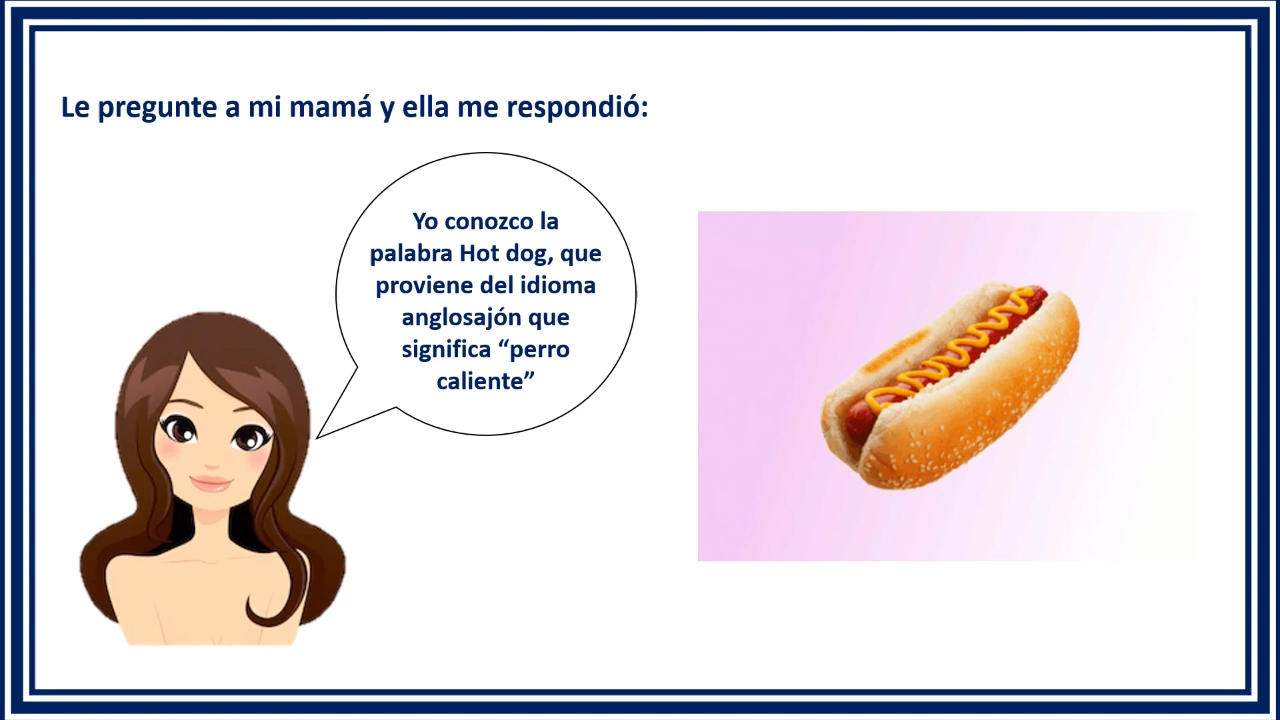 Le pregunte a mi mamá y ella me respondió:
Yo conozco la
palabra Hot dog, que
proviene del idioma
anglosajón que
significa “perro
caliente”